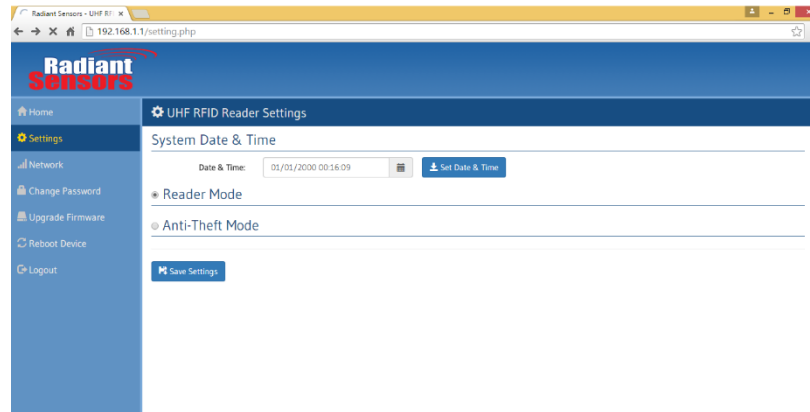 Radiant Sensors - UHF RFI
192.168.1.1/setting.php
Radiant
Sensors
Home
Settings
Network
Change Password
Upgrade Firmware
Reboot Device
Logout
UHF RFID Reader Settings
System Date & Time
Date & Time: 01/01/2000 00:16:09 Set Date & Time
Reader Mode
Anti-Theft Mode
Save Settings